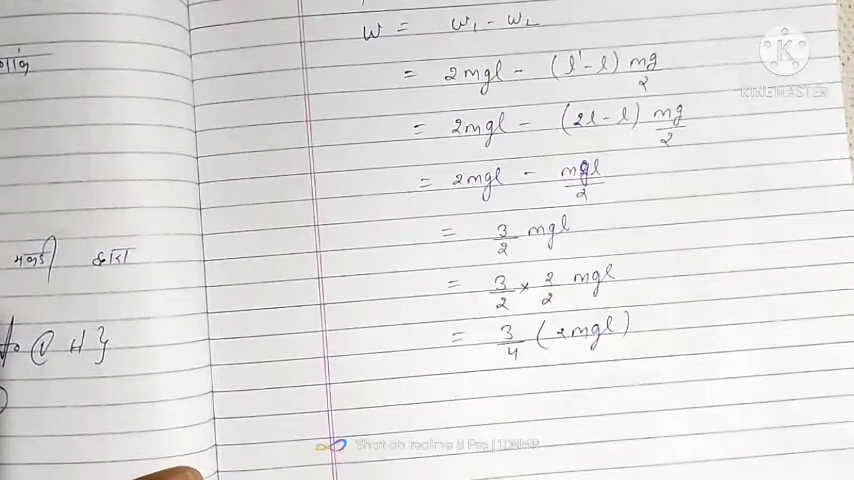 W = W₁ - W₂
= 2mgl - (l' - l) mg/2
= 2mgl - (2l - l) mg/2
= 2mgl - mgl/2
= 3/2 mgl
= 3/2 × 2/2 mgl
= 3/4 (2mgl)
K
KINEMASTER
Shot on realme 8 Pro | 108MP